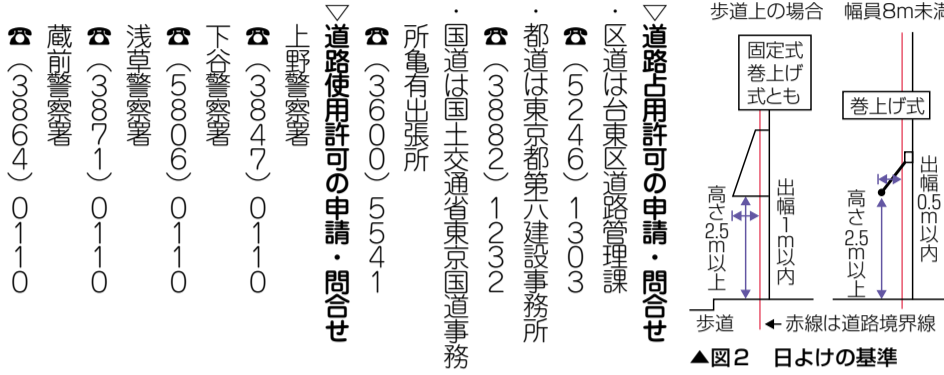 歩道上の場合
幅員8m未満
固定式
巻上げ
式とも
巻上げ式
出幅1m以内
高さ2.5m以上
出幅0.5m以内
高さ2.5m以上
歩道
←赤線は道路境界線
▲図2 日よけの基準
▽道路占用許可の申請・問合せ
・区道は台東区道路管理課
☎(5246)1303
・都道は東京都第六建設事務所
☎(3882)1232
・国道は国土交通省東京国道事務
所亀有出張所
☎(3600)5541
▽道路使用許可の申請・問合せ
上野警察署
☎(3847)0110
下谷警察署
☎(5806)0110
浅草警察署
☎(3871)0110
蔵前警察署
☎(3864)0110